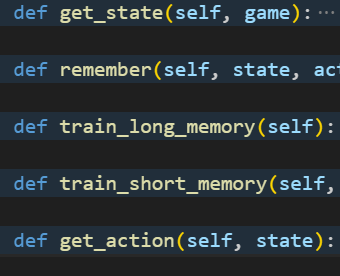 def get_state(self, game):···
def remember(self, state, act
def train_long_memory(self):
def train_short_memory(self,
def get_action(self, state):